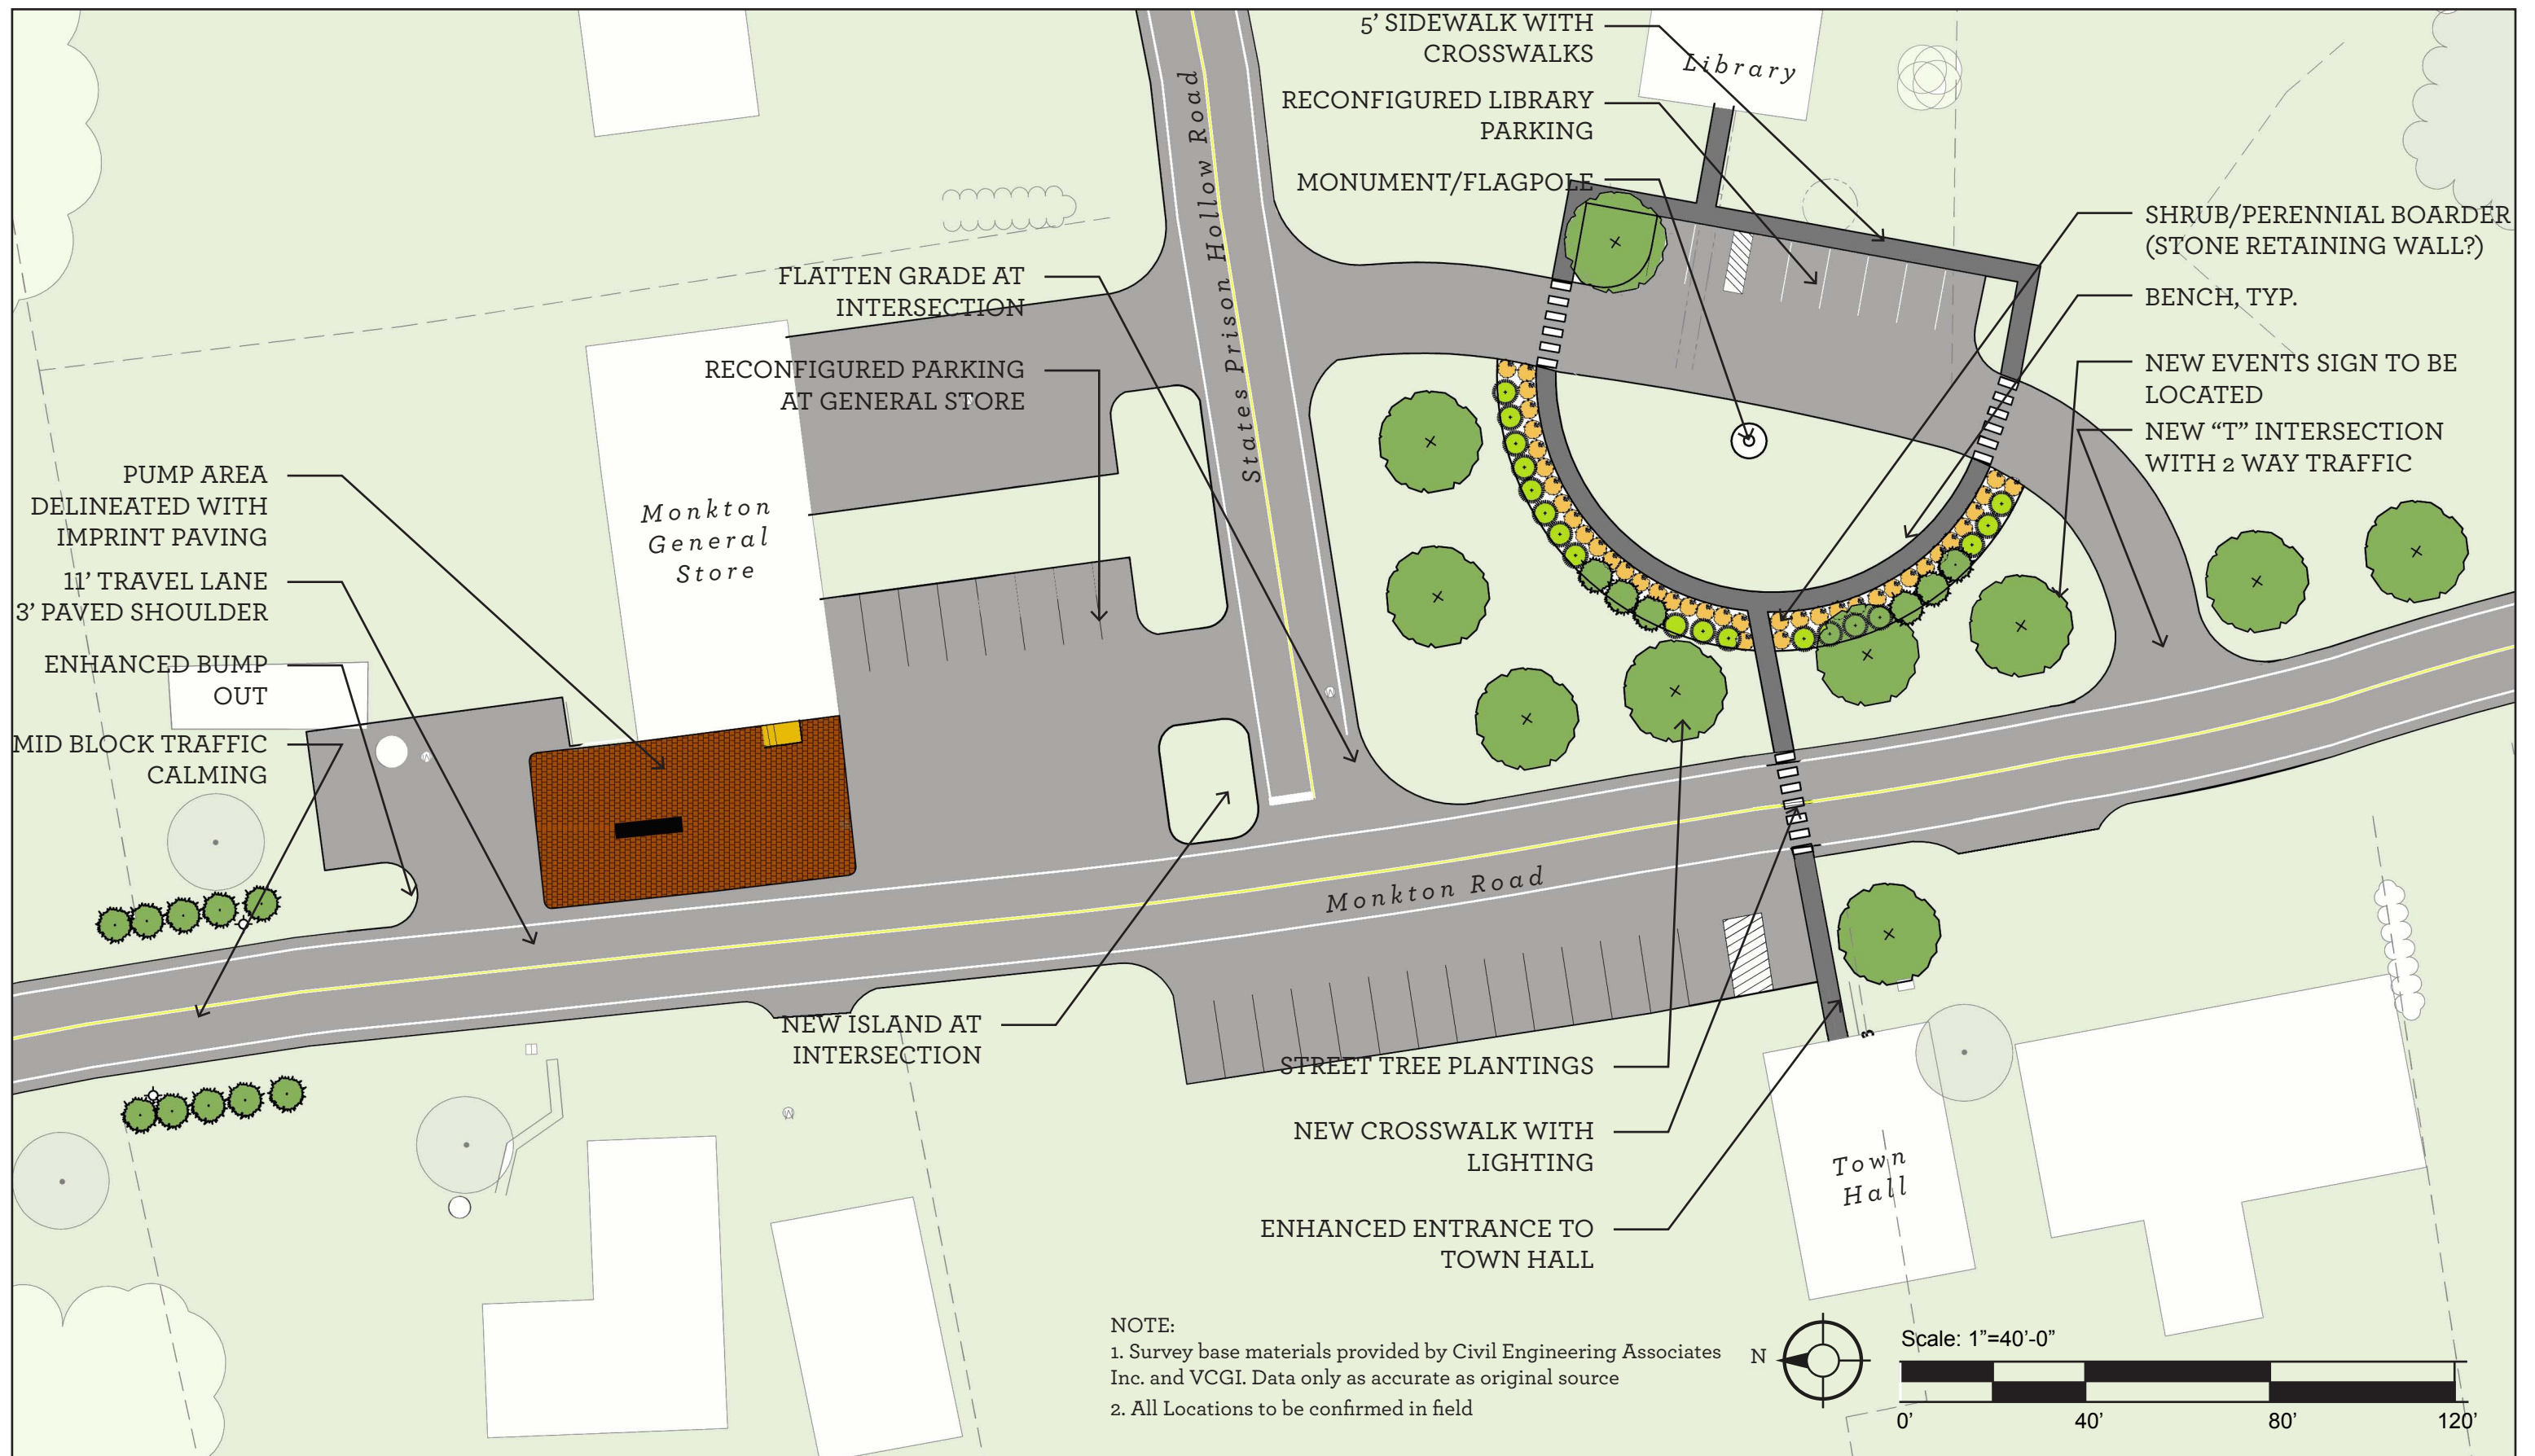 5’ SIDEWALK WITH
CROSSWALKS
Library
RECONFIGURED LIBRARY
PARKING
MONUMENT/FLAGPOLE
States Prison Hollow Road
SHRUB/PERENNIAL BOARDER
(STONE RETAINING WALL?)
FLATTEN GRADE AT
INTERSECTION
BENCH, TYP.
RECONFIGURED PARKING
AT GENERAL STORE
NEW EVENTS SIGN TO BE
LOCATED
NEW “T” INTERSECTION
WITH 2 WAY TRAFFIC
PUMP AREA
DELINEATED WITH
IMPRINT PAVING
Monkton
General
Store
11’ TRAVEL LANE
3’ PAVED SHOULDER
ENHANCED BUMP
OUT
MID BLOCK TRAFFIC
CALMING
Monkton Road
NEW ISLAND AT
INTERSECTION
STREET TREE PLANTINGS
NEW CROSSWALK WITH
LIGHTING
Town
Hall
ENHANCED ENTRANCE TO
TOWN HALL
NOTE:
1. Survey base materials provided by Civil Engineering Associates
Inc. and VCGI. Data only as accurate as original source
2. All Locations to be confirmed in field
N
Scale: 1”=40’-0”
0’ 40’ 80’ 120’